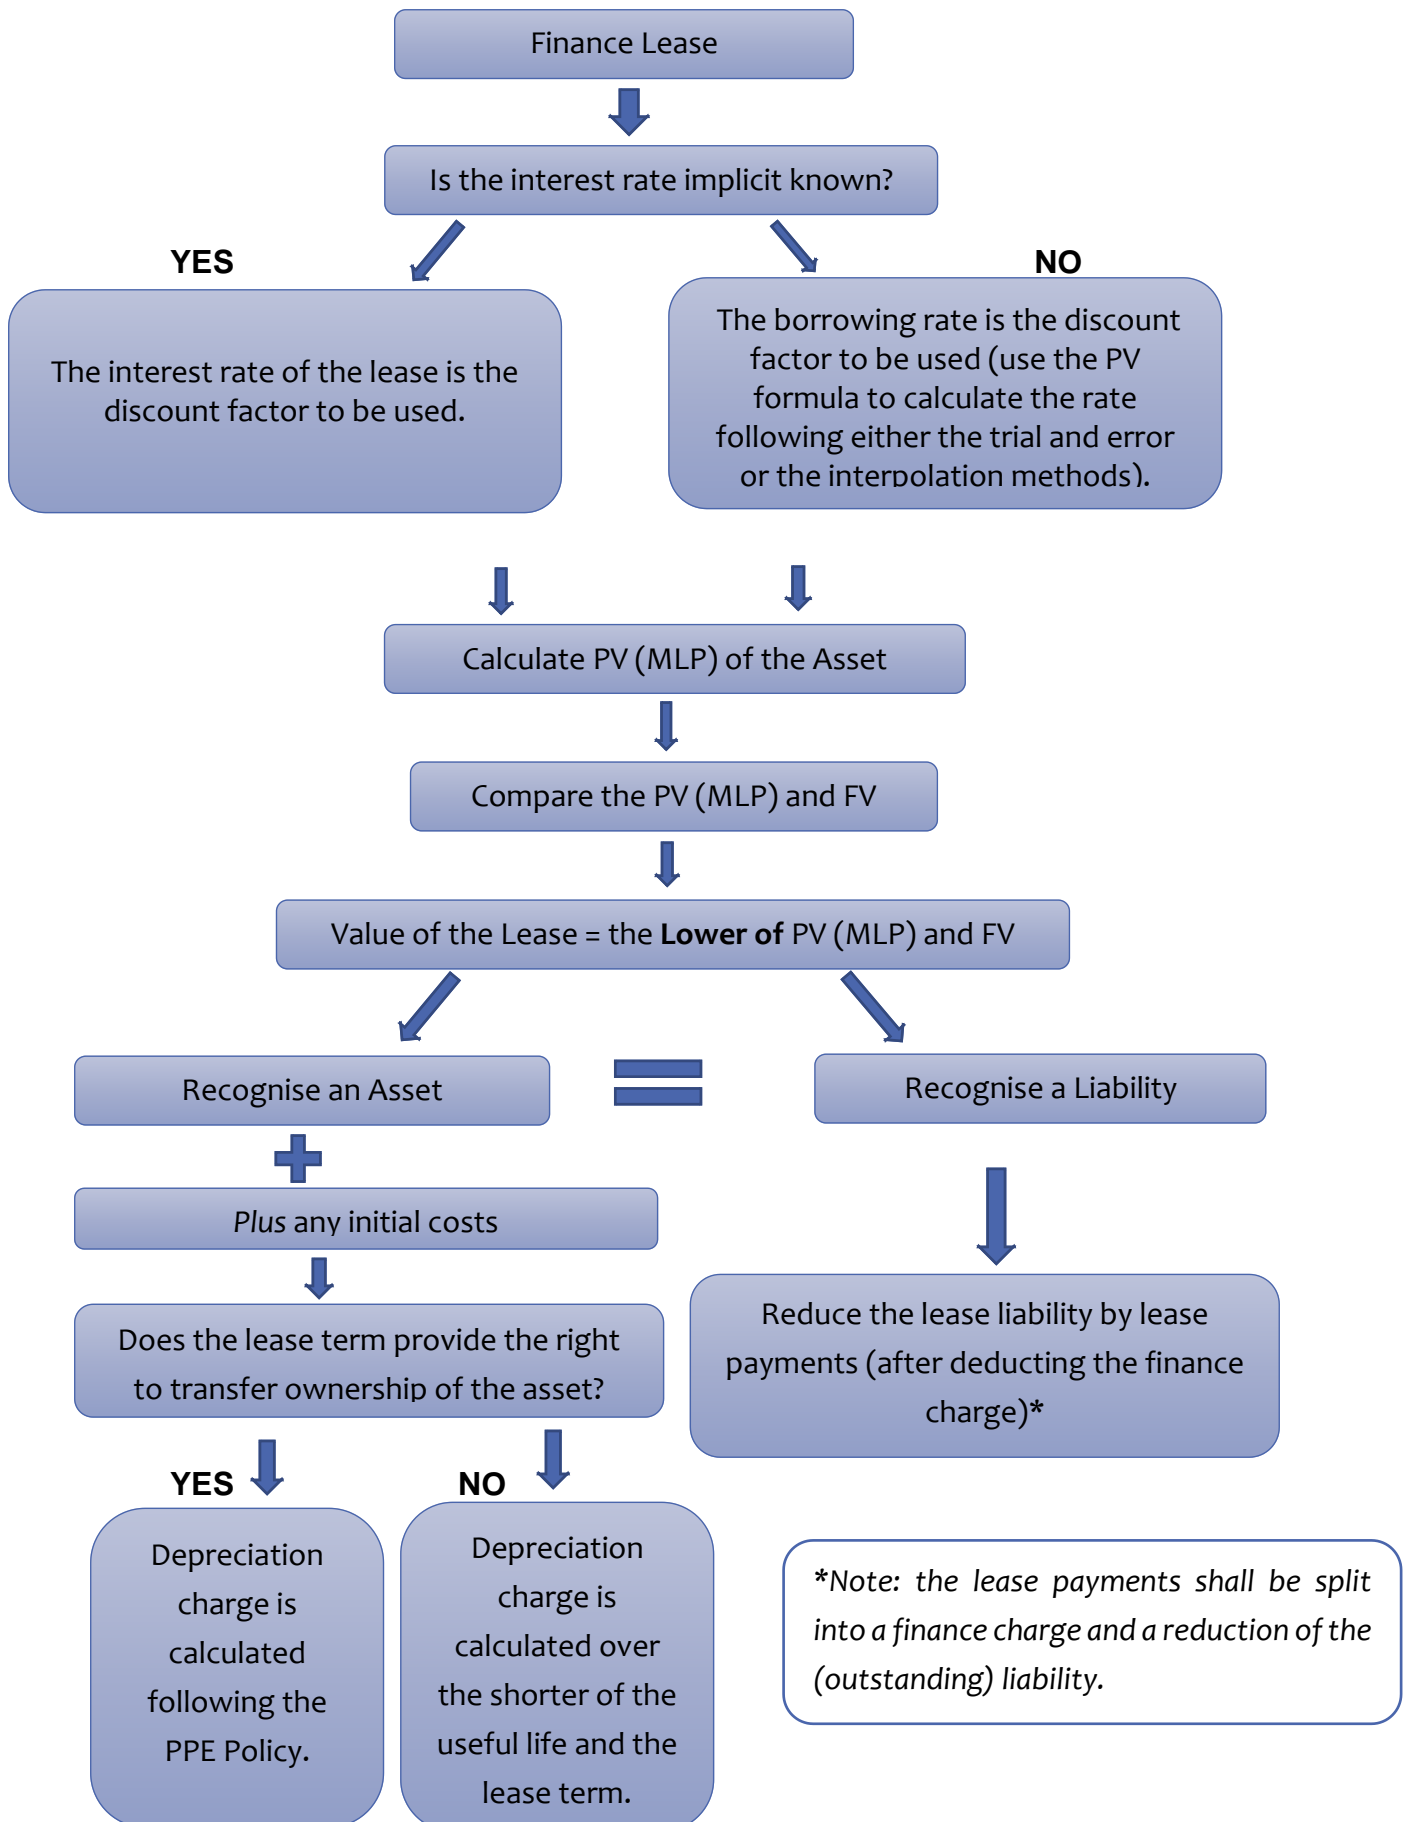 Finance Lease
Is the interest rate implicit known?
YES
NO
The interest rate of the lease is the
discount factor to be used.
The borrowing rate is the discount
factor to be used (use the PV
formula to calculate the rate
following either the trial and error
or the interpolation methods).
Calculate PV (MLP) of the Asset
Compare the PV (MLP) and FV
Value of the Lease = the Lower of PV (MLP) and FV
Recognise an Asset
Recognise a Liability
Plus any initial costs
Does the lease term provide the right
to transfer ownership of the asset?
Reduce the lease liability by lease
payments (after deducting the finance
charge)*
YES
NO
Depreciation
charge is
calculated
following the
PPE Policy.
Depreciation
charge is
calculated over
the shorter of the
useful life and the
lease term.
*Note: the lease payments shall be split
into a finance charge and a reduction of the
(outstanding) liability.